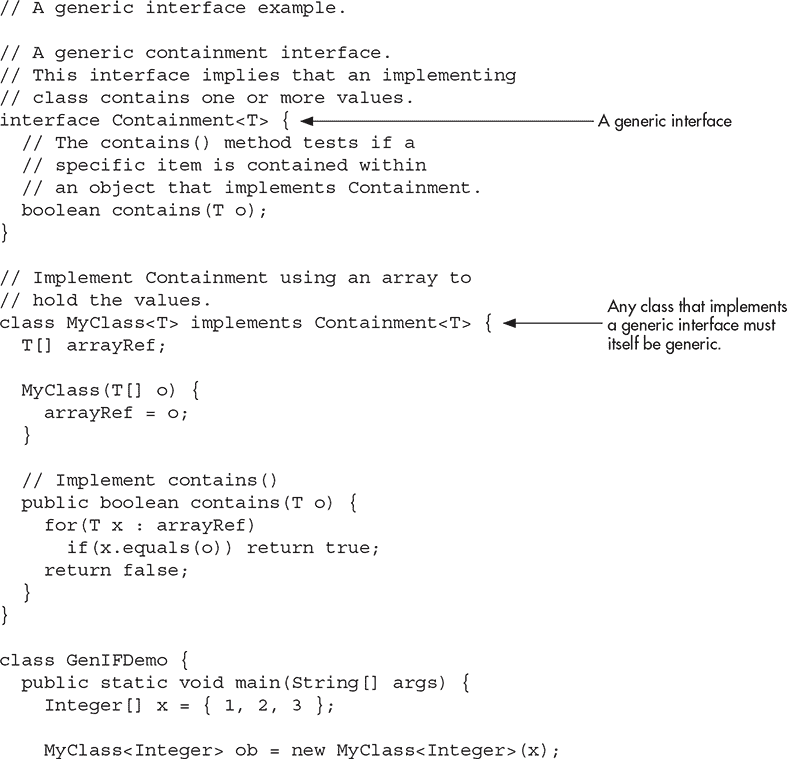 // A generic interface example.

// A generic containment interface.
// This interface implies that an implementing
// class contains one or more values.
interface Containment<T> {
A generic interface
  // The contains() method tests if a
  // specific item is contained within
  // an object that implements Containment.
  boolean contains(T o);
}

// Implement Containment using an array to
// hold the values.
class MyClass<T> implements Containment<T> {
Any class that implements
a generic interface must
itself be generic.
  T[] arrayRef;

  MyClass(T[] o) {
    arrayRef = o;
  }

  // Implement contains()
  public boolean contains(T o) {
    for(T x : arrayRef)
      if(x.equals(o)) return true;
    return false;
  }
}

class GenIFDemo {
  public static void main(String[] args) {
    Integer[] x = { 1, 2, 3 };

    MyClass<Integer> ob = new MyClass<Integer>(x);